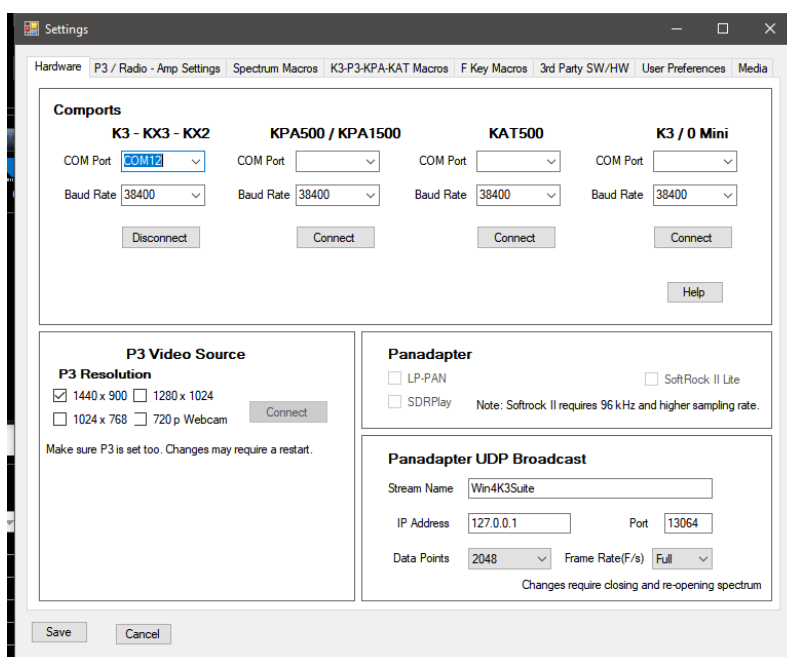 Settings
Hardware P3 / Radio - Amp Settings Spectrum Macros K3-P3-KPA-KAT Macros F Key Macros 3rd Party SW/HW User Preferences Media
Comports
K3 - KX3 - KX2 KPA500 / KPA1500 KAT500 K3 / 0 Mini
COM Port COM12 COM Port COM Port COM Port
Baud Rate 38400 Baud Rate 38400 Baud Rate 38400 Baud Rate 38400
Disconnect Connect Connect Connect
Help
P3 Video Source
P3 Resolution
1440 x 900 1280 x 1024
1024 x 768 720 p Webcam Connect
Make sure P3 is set too. Changes may require a restart.
Panadapter
LP-PAN SoftRock II Lite
SDRPlay Note: Softrock II requires 96 kHz and higher sampling rate.
Panadapter UDP Broadcast
Stream Name Win4K3Suite
IP Address 127.0.0.1 Port 13064
Data Points 2048 Frame Rate(F/s) Full
Changes require closing and re-opening spectrum
Save Cancel